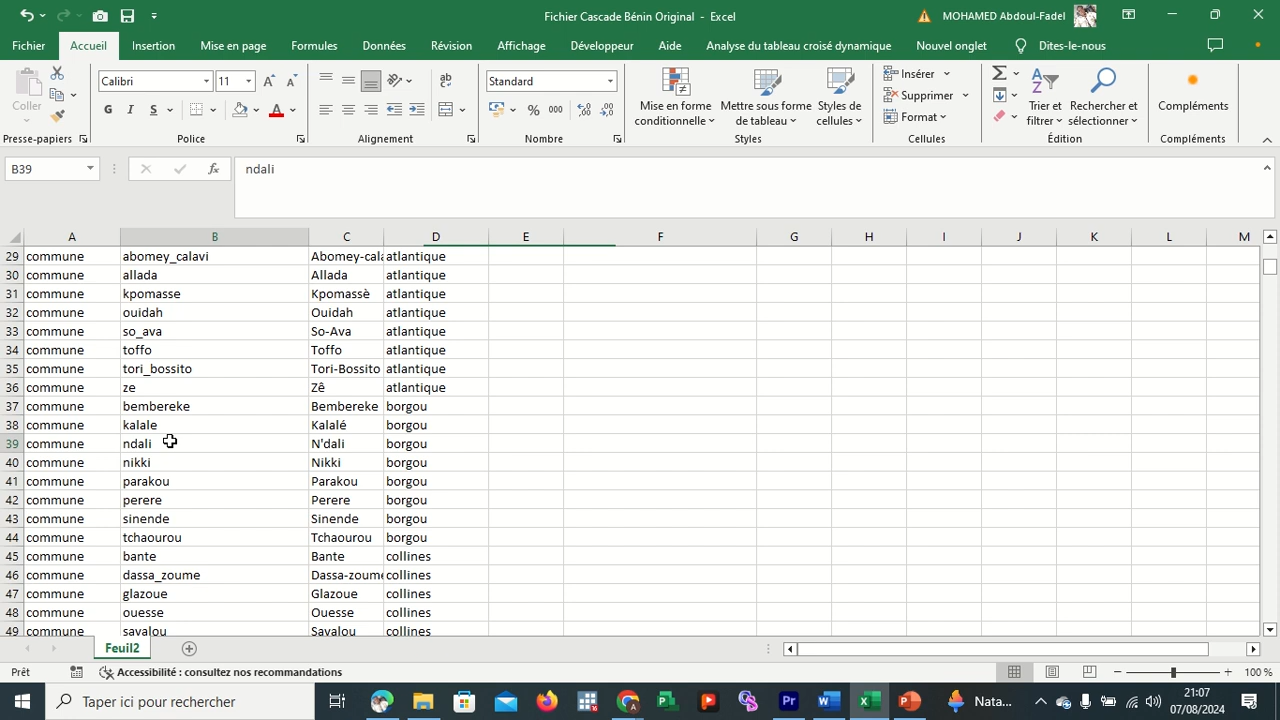 Fichier Cascade Bénin Original - Excel
MOHAMED Abdoul-Fadel
Fichier Accueil Insertion Mise en page Formules Données Révision Affichage Développeur Aide Analyse du tableau croisé dynamique Nouvel onglet Dites-le-nous
Coller
Presse-papiers
Calibri 11
G I S
Police
Alignement
Standard
% 000
Nombre
Mise en forme conditionnelle
Mettre sous forme de tableau
Styles de cellules
Styles
Insérer
Supprimer
Format
Cellules
Trier et filtrer
Rechercher et sélectionner
Édition
Compléments
Compléments
B39 fx ndali
A B C D E F G H I J K L M
29 commune abomey_calavi Abomey-cala atlantique
30 commune allada Allada atlantique
31 commune kpomasse Kpomassè atlantique
32 commune ouidah Ouidah atlantique
33 commune so_ava So-Ava atlantique
34 commune toffo Toffo atlantique
35 commune tori_bossito Tori-Bossito atlantique
36 commune ze Zê atlantique
37 commune bembereke Bembereke borgou
38 commune kalale Kalalé borgou
39 commune ndali N'dali borgou
40 commune nikki Nikki borgou
41 commune parakou Parakou borgou
42 commune perere Perere borgou
43 commune sinende Sinende borgou
44 commune tchaourou Tchaourou borgou
45 commune bante Bante collines
46 commune dassa_zoume Dassa-zoume collines
47 commune glazoue Glazoue collines
48 commune ouesse Ouesse collines
49 commune savalou Savalou collines
Feuil2
Prêt Accessibilité : consultez nos recommandations 100 %
Taper ici pour rechercher
Nata...
21:07
07/08/2024